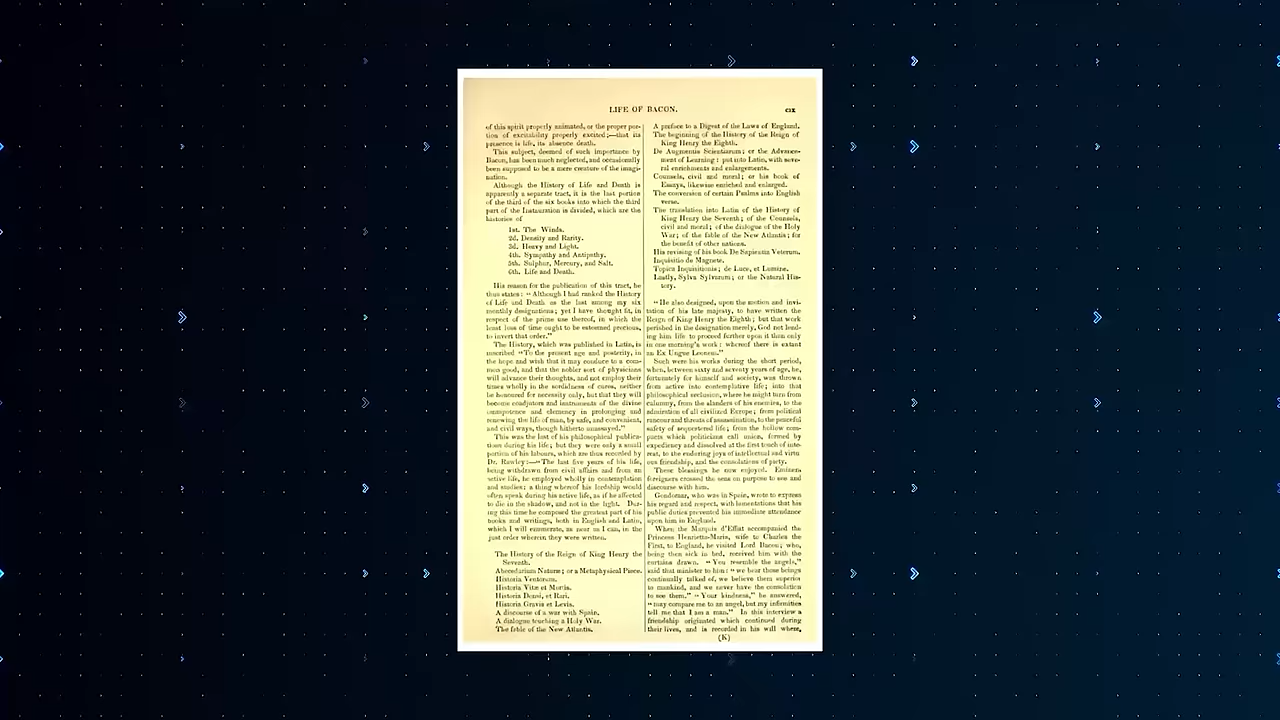 LIFE OF BACON.
cix
of this spirit properly animated, or the proper por-
tion of excitability properly excited;—that its
presence is life, its absence death.
This subject, deemed of such importance by
Bacon, has been much neglected, and occasionally
been supposed to be a mere creature of the imagi-
nation.
Although the History of Life and Death is
apparently a separate tract, it is the last portion
of the third of the six books into which the third
part of the Instauration is divided, which are the
histories of
1st. The Winds.
2d. Density and Rarity.
3d. Heavy and Light.
4th. Sympathy and Antipathy.
5th. Sulphur, Mercury, and Salt.
6th. Life and Death.
His reason for the publication of this tract, he
thus states: "Although I had ranked the History
of Life and Death as the last among my six
monthly designations; yet I have thought fit, in
respect of the prime use thereof, in which the
least loss of time ought to be esteemed precious,
to invert that order."
The History, which was published in Latin, is
inscribed "To the present age and posterity, in
the hope and wish that it may conduce to a com-
mon good, and that the nobler sort of physicians
will advance their thoughts, and not employ their
times wholly in the sordidness of cures, neither
be honoured for necessity only, but that they will
become coadjutors and instruments of the divine
omnipotence and clemency in prolonging and
renewing the life of man, by safe, and convenient,
and civil ways, though hitherto unassayed."
This was the last of his philosophical publica-
tions during his life; but they were only a small
portion of his labours, which are thus recorded by
Dr. Rawley:—"The last five years of his life,
being withdrawn from civil affairs and from an
active life, he employed wholly in contemplation
and studies: a thing whereof his lordship would
often speak during his active life, as if he affected
to die in the shadow, and not in the light. Dur-
ing this time he composed the greatest part of his
books and writings, both in English and Latin,
which I will enumerate, as near as I can, in the
just order wherein they were written.
The History of the Reign of King Henry the
Seventh.
Abecedarium Naturæ; or a Metaphysical Piece.
Historia Ventorum.
Historia Vitæ et Mortis.
Historia Densi, et Rari.
Historia Gravis et Levis.
A discourse of a war with Spain.
A dialogue touching a Holy War.
The fable of the New Atlantis.
A preface to a Digest of the Laws of England.
The beginning of the History of the Reign of
King Henry the Eighth.
De Augmentis Scientiarum; or the Advance-
ment of Learning: put into Latin, with seve-
ral enrichments and enlargements.
Counsels, civil and moral; or his book of
Essays, likewise enriched and enlarged.
The conversion of certain Psalms into English
verse.
The translation into Latin of the History of
King Henry the Seventh; of the Counsels,
civil and moral; of the dialogue of the Holy
War; of the fable of the New Atlantis; for
the benefit of other nations.
His revising of his book De Sapientia Veterum.
Inquisitio de Magnete.
Topica Inquisitionis; de Luce, et Lumine.
Lastly, Sylva Sylvarum; or the Natural His-
tory.
"He also designed, upon the motion and invi-
tation of his late majesty, to have written the
Reign of King Henry the Eighth; but that work
perished in the designation merely, God not lend-
ing him life to proceed further upon it than only
in one morning's work: whereof there is extant
an Ex Ungue Leonem."
Such were his works during the short period,
when, between sixty and seventy years of age, he,
fortunately for himself and society, was thrown
from active into contemplative life; into that
philosophical seclusion, where he might turn from
calumny, from the slanders of his enemies, to the
admiration of all civilized Europe; from political
rancour and threats of assassination, to the peaceful
safety of sequestered life; from the hollow com-
pacts which politicians call union, formed by
expediency and dissolved at the first touch of inte-
rest, to the enduring joys of intellectual and virtu
ous friendship, and the consolations of piety.
These blessings he now enjoyed. Eminent
foreigners crossed the seas on purpose to see and
discourse with him.
Gondomar, who was in Spain, wrote to express
his regard and respect, with lamentations that his
public duties prevented his immediate attendance
upon him in England.
When the Marquis d'Effiat accompanied the
Princess Henrietta-Maria, wife to Charles the
First, to England, he visited Lord Bacon; who,
being then sick in bed, received him with the
curtains drawn. "You resemble the angels,"
said that minister to him: "we hear those beings
continually talked of, we believe them superior
to mankind, and we never have the consolation
to see them." "Your kindness," he answered,
"may compare me to an angel, but my infirmities
tell me that I am a man." In this interview a
friendship originated which continued during
their lives, and is recorded in his will where,
(K)